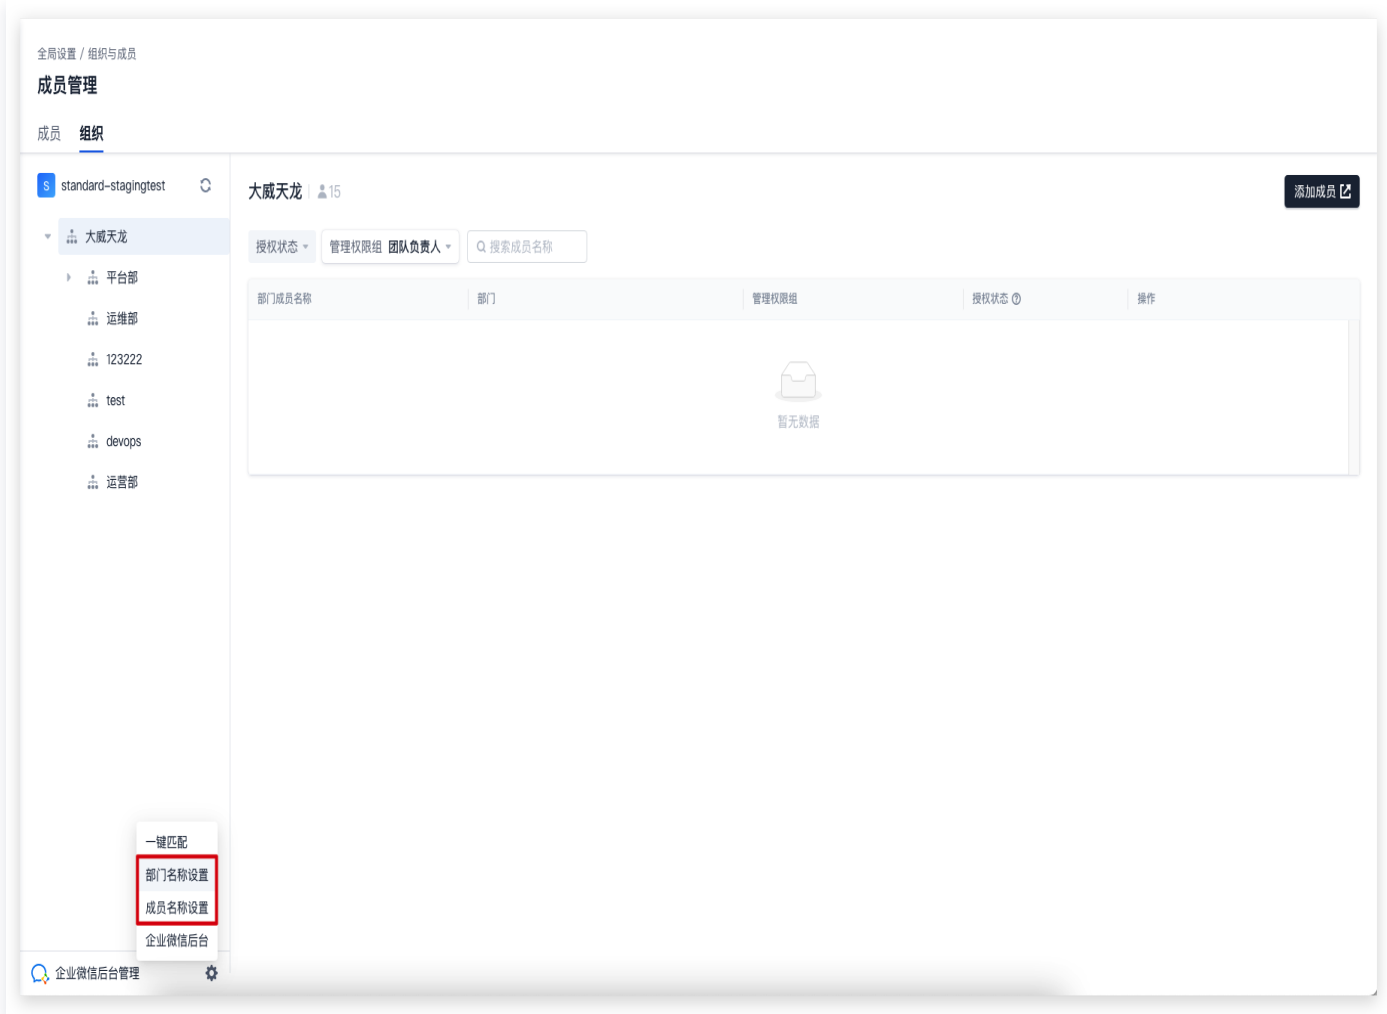 全局设置 / 组织与成员
成员管理
成员 组织
S standard-stagingtest
大威天龙
平台部
运维部
123222
test
devops
运营部
大威天龙 15
添加成员
授权状态 管理权限组 团队负责人 搜索成员名称
部门成员名称 部门 管理权限组 授权状态 操作
暂无数据
一键匹配
部门名称设置
成员名称设置
企业微信后台
企业微信后台管理